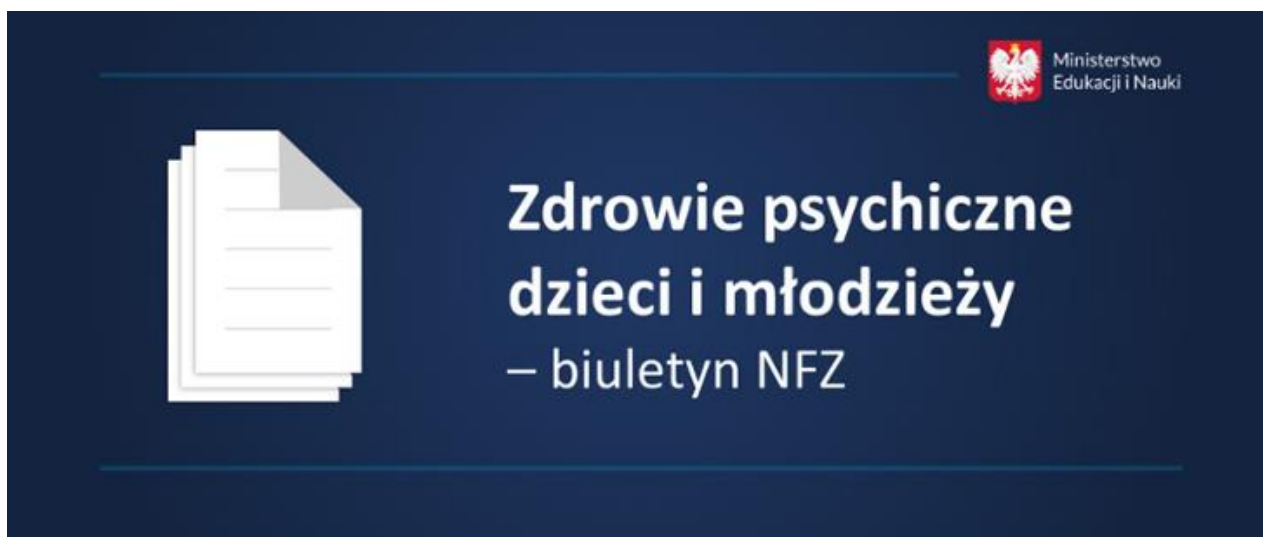 Ministerstwo
Edukacji i Nauki
Zdrowie psychiczne
dzieci i młodzieży
– biuletyn NFZ